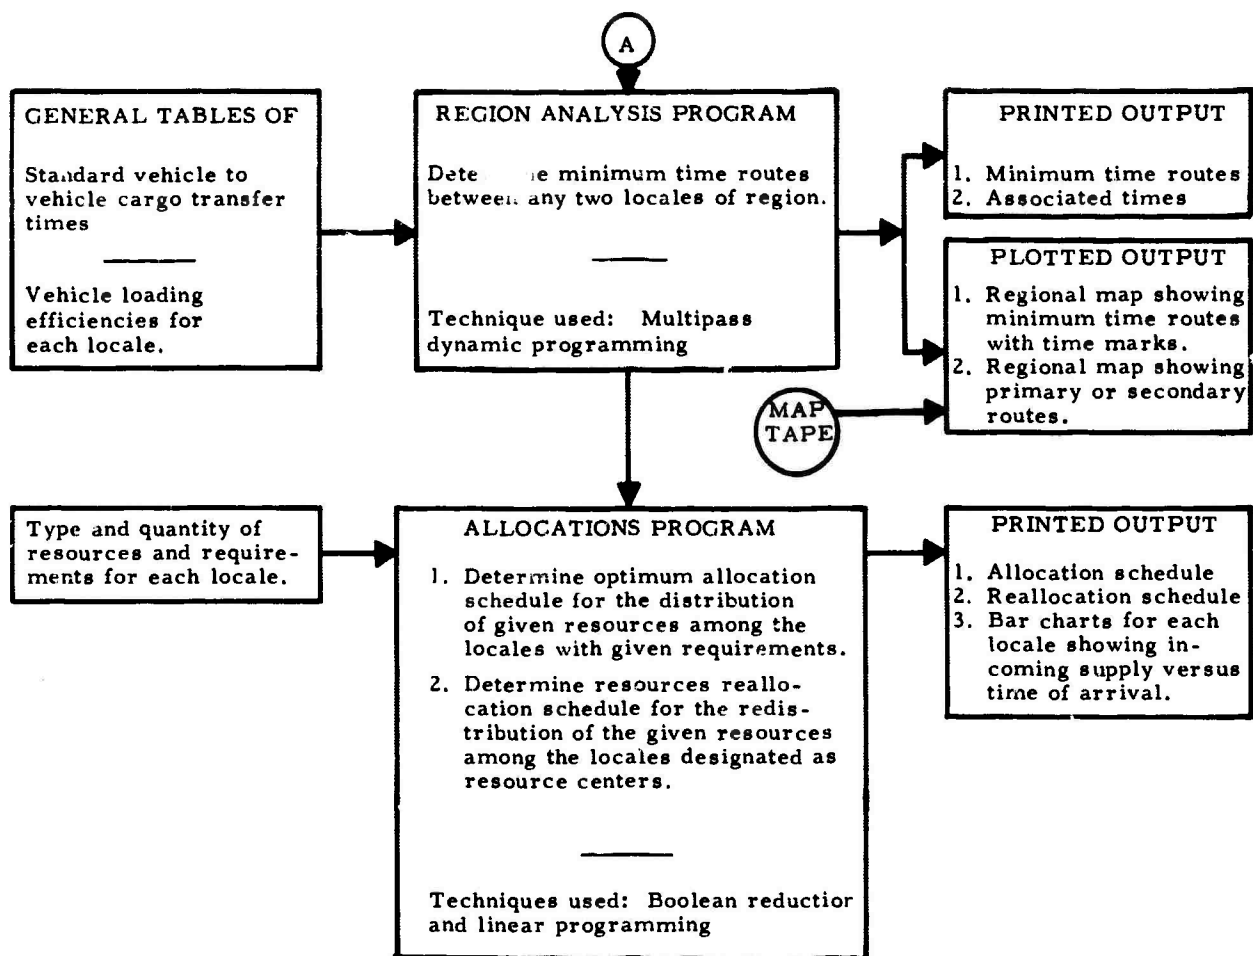 A
GENERAL TABLES OF
Standard vehicle to
vehicle cargo transfer
times
Vehicle loading
efficiencies for
each locale.
REGION ANALYSIS PROGRAM
minimum time routes
between any two locales of region.
Technique used: Multipass
dynamic programming
PRINTED OUTPUT
1. Minimum time routes
2. Associated times
PLOTTED OUTPUT
1. Regional map showing
minimum time routes
with time marks.
2. Regional map showing
primary or secondary
routes.
MAP
TAPE
Type and quantity of
resources and require-
ments for each locale.
ALLOCATIONS PROGRAM
1. Determine optimum allocation
schedule for the distribution
of given resources among the
locales with given requirements.
2. Determine resources reallo-
cation schedule for the redis-
tribution of the given resources
among the locales designated as
resource centers.
Techniques used: Boolean reduction
and linear programming
PRINTED OUTPUT
1. Allocation schedule
2. Reallocation schedule
3. Bar charts for each
locale showing in-
coming supply versus
time of arrival.